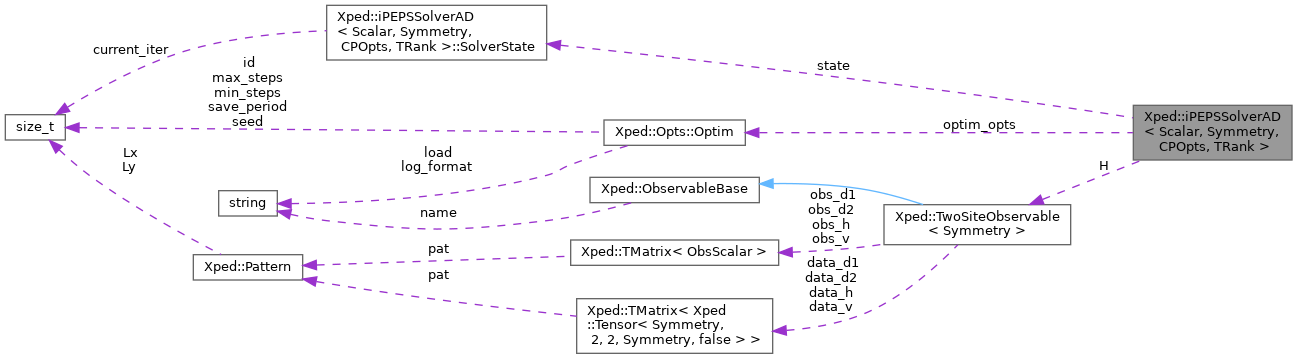 Xped::iPEPSSolverAD
< Scalar, Symmetry,
CPOpts, TRank >::SolverState
current_iter
id
max_steps
min_steps
save_period
seed
state
size_t
Xped::Opts::Optim
optim_opts
Xped::iPEPSSolverAD
< Scalar, Symmetry,
CPOpts, TRank >
Lx
Ly
load
log_format
H
string
Xped::ObservableBase
name
obs_d1
obs_d2
obs_h
obs_v
Xped::TwoSiteObservable
< Symmetry >
Xped::Pattern
pat
Xped::TMatrix< ObsScalar >
pat
data_d1
data_d2
data_h
data_v
Xped::TMatrix< Xped
::Tensor< Symmetry,
2, 2, Symmetry, false > >